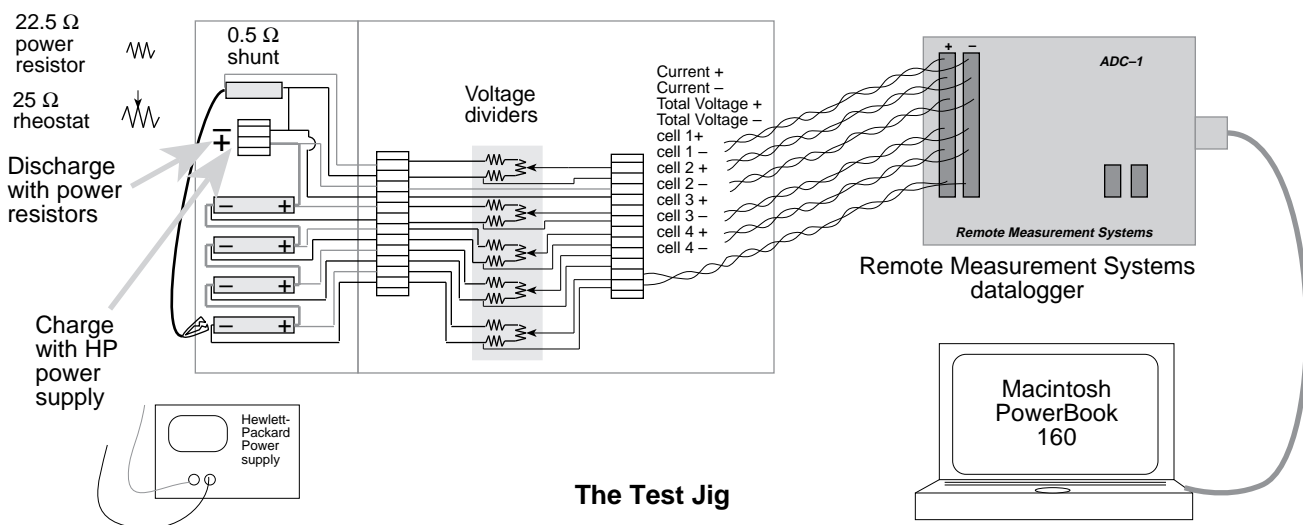 22.5 Ω
power
resistor
25 Ω
rheostat
Discharge
with power
resistors
Charge
with HP
power
supply
0.5 Ω
shunt
− +
− +
− +
− +
− +
Voltage
dividers
Current +
Current –
Total Voltage +
Total Voltage –
cell 1+
cell 1 –
cell 2 +
cell 2 –
cell 3 +
cell 3 –
cell 4 +
cell 4 –
+ −
ADC–1
Remote Measurement Systems
Remote Measurement Systems
datalogger
Hewlett-
Packard
Power
supply
Macintosh
PowerBook
160
The Test Jig